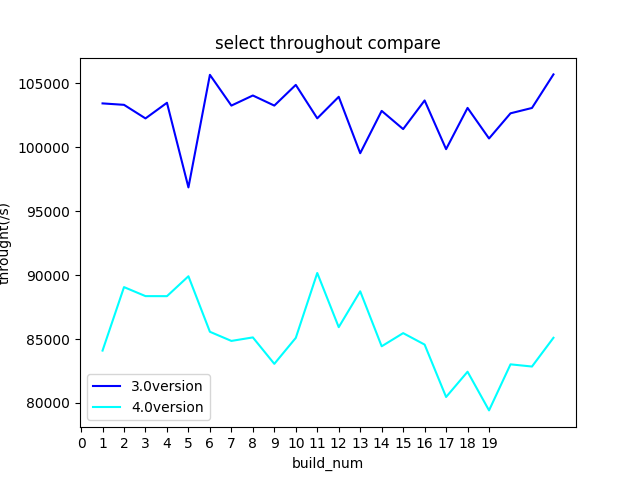 select throughout compare
105000
100000
95000
90000
85000
80000
throught(/s)
3.0version
4.0version
0 1 2 3 4 5 6 7 8 9 10 11 12 13 14 15 16 17 18 19
build_num